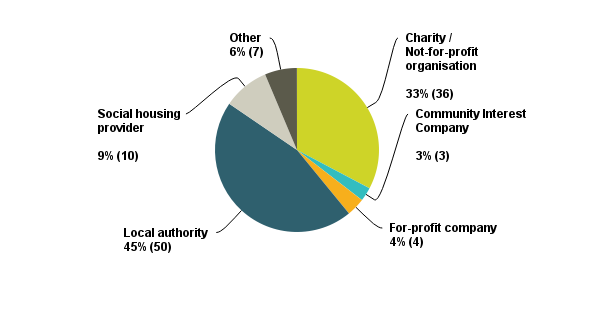 Other
6% (7)
Charity /
Not-for-profit
organisation
33% (36)
Social housing
provider
9% (10)
Community Interest
Company
3% (3)
Local authority
45% (50)
For-profit company
4% (4)